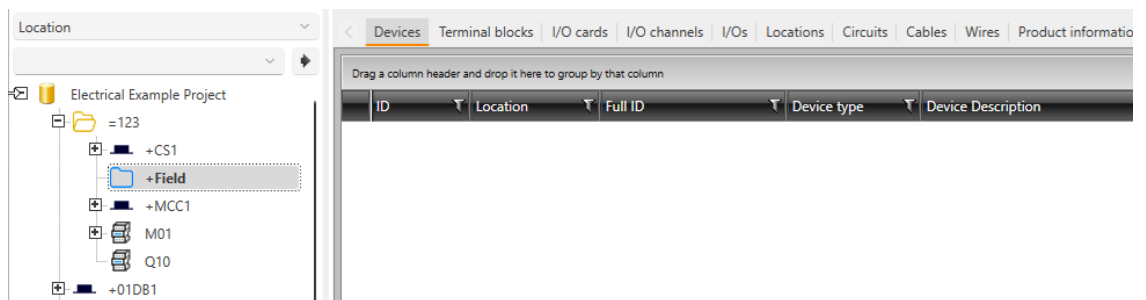 Location
Devices Terminal blocks I/O cards I/O channels I/Os Locations Circuits Cables Wires Product informatio
Drag a column header and drop it here to group by that column
ID Location Full ID Device type Device Description
Electrical Example Project
=123
+CS1
+Field
+MCC1
M01
Q10
+01DB1